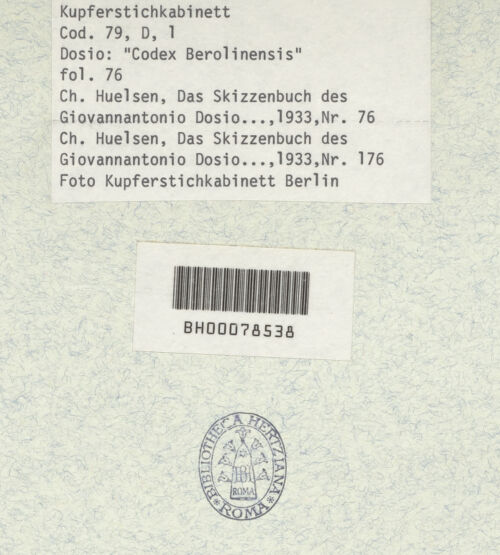 Kupferstichkabinett
Cod. 79, D, 1
Dosio: "Codex Berolinensis"
fol. 76
Ch. Huelsen, Das Skizzenbuch des
Giovannantonio Dosio...,1933,Nr. 76
Ch. Huelsen, Das Skizzenbuch des
Giovannantonio Dosio...,1933,Nr. 176
Foto Kupferstichkabinett Berlin
BH00078538
BIBLIOTHECA HERTZIANA
ROMA
ROMA